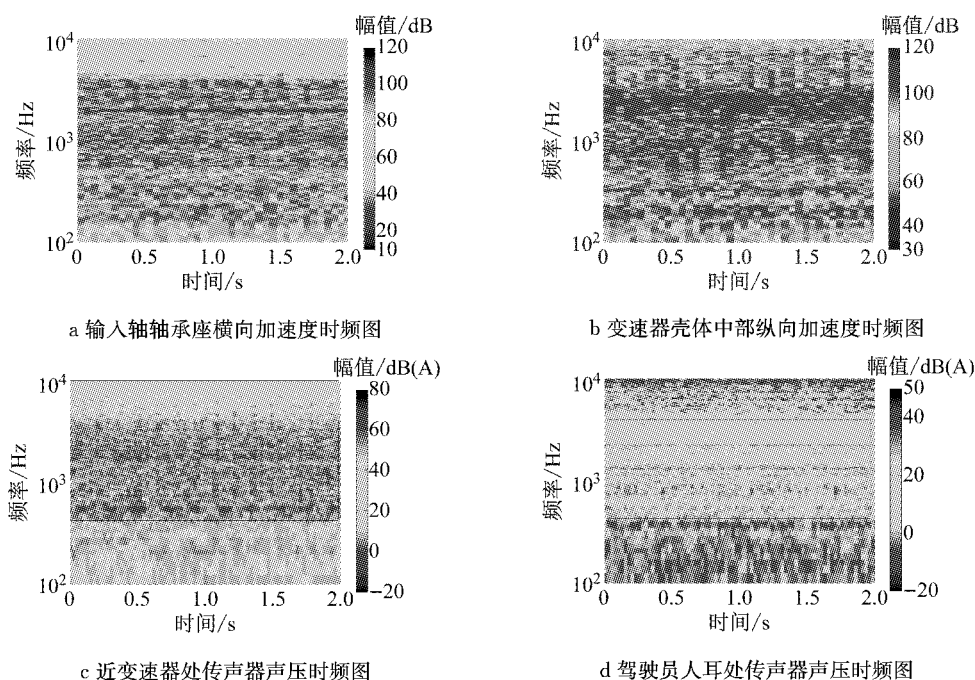 幅值/dB
120
100
80
60
40
20
10
10⁴
10³
10²
频率/Hz
0 0.5 1.0 1.5 2.0
时间/s
a 输入轴轴承座横向加速度时频图
幅值/dB
120
100
80
60
40
30
10⁴
10³
10²
频率/Hz
0 0.5 1.0 1.5 2.0
时间/s
b 变速器壳体中部纵向加速度时频图
幅值/dB(A)
80
60
40
20
0
−20
10⁴
10³
10²
频率/Hz
0 0.5 1.0 1.5 2.0
时间/s
c 近变速器处传声器声压时频图
幅值/dB(A)
50
40
20
0
−20
10⁴
10³
10²
频率/Hz
0 0.5 1.0 1.5 2.0
时间/s
d 驾驶员人耳处传声器声压时频图